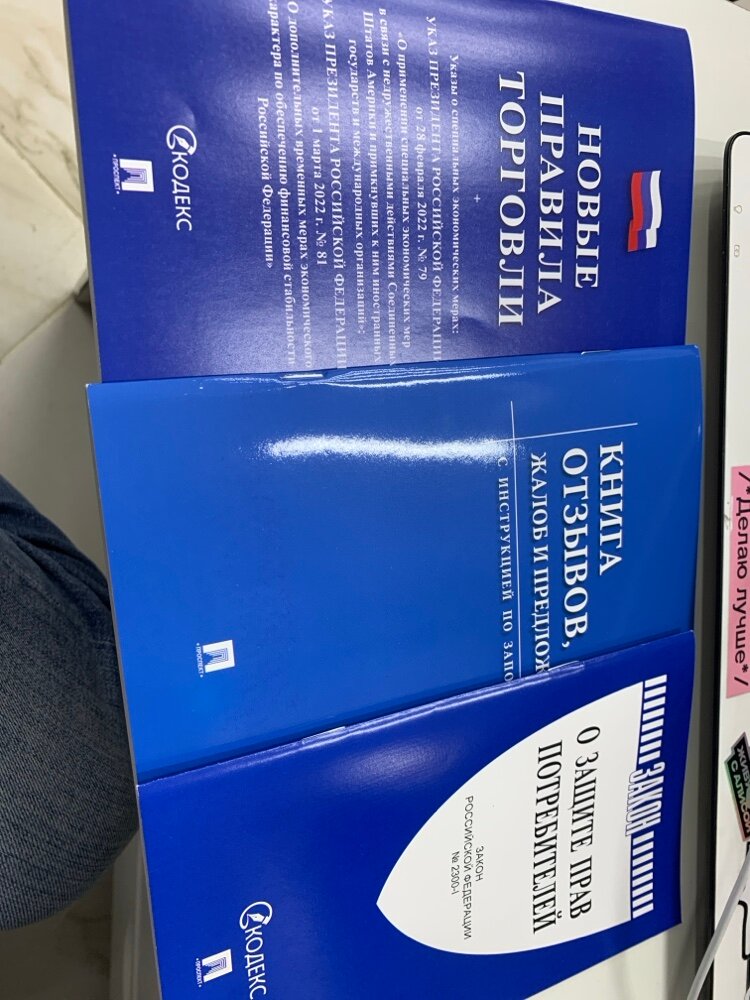 НОВЫЕ
ПРАВИЛА
ТОРГОВЛИ
Указы о специальных экономических мерах:
УКАЗ ПРЕЗИДЕНТА РОССИЙСКОЙ ФЕДЕРАЦИИ
от 28 февраля 2022 г. № 79
«О применении специальных экономических мер
в связи с недружественными действиями Соединенных
Штатов Америки и примкнувших к ним иностранных
государств и международных организаций»;
+
УКАЗ ПРЕЗИДЕНТА РОССИЙСКОЙ ФЕДЕРАЦИИ
от 1 марта 2022 г. № 81
«О дополнительных временных мерах экономического
характера по обеспечению финансовой стабильности
Российской Федерации»
КОДЕКС
•ПРОСПЕКТ•
КНИГА
ОТЗЫВОВ,
ЖАЛОБ И ПРЕДЛОЖ
С ИНСТРУКЦИЕЙ ПО ЗАПО
•ПРОСПЕКТ•
ЗАКОН
О ЗАЩИТЕ ПРАВ
ПОТРЕБИТЕЛЕЙ
ЗАКОН
РОССИЙСКОЙ ФЕДЕРАЦИИ
№ 2300-I
КОДЕКС
•ПРОСПЕКТ•
/*Делаю лучше*/